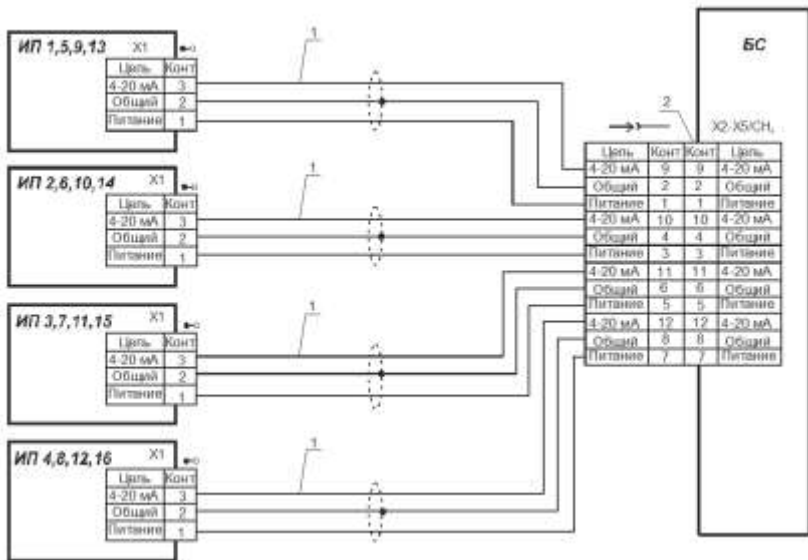 ИП 1,5,9,13 X1
Цепь Конт
4-20 мА 3
Общий 2
Питание 1
1
ИП 2,6,10,14 X1
Цепь Конт
4-20 мА 3
Общий 2
Питание 1
1
ИП 3,7,11,15 X1
Цепь Конт
4-20 мА 3
Общий 2
Питание 1
1
ИП 4,8,12,16 X1
Цепь Конт
4-20 мА 3
Общий 2
Питание 1
1
БС
2 X2-X5/CH,
Цепь Конт Конт Цепь
4-20 мА 9 9 4-20 мА
Общий 2 2 Общий
Питание 1 1 Питание
4-20 мА 10 10 4-20 мА
Общий 4 4 Общий
Питание 3 3 Питание
4-20 мА 11 11 4-20 мА
Общий 6 6 Общий
Питание 5 5 Питание
4-20 мА 12 12 4-20 мА
Общий 8 8 Общий
Питание 7 7 Питание